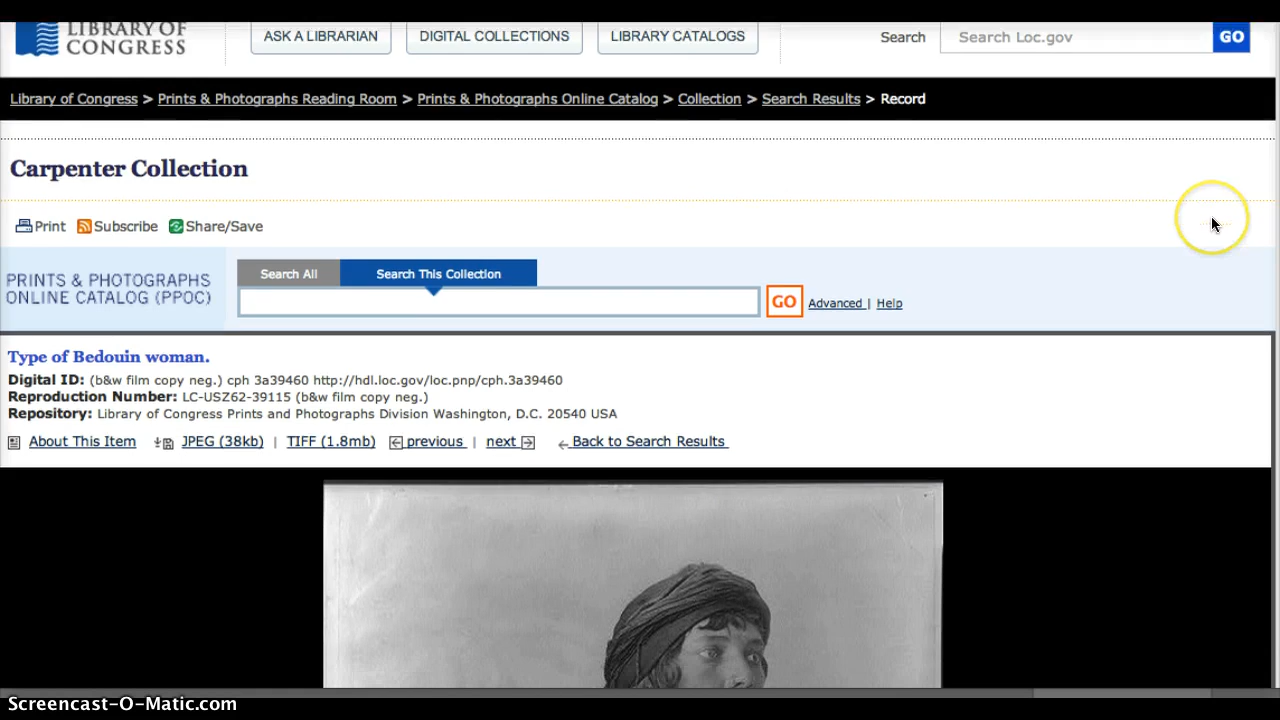 LIBRARY OF CONGRESS
ASK A LIBRARIAN DIGITAL COLLECTIONS LIBRARY CATALOGS Search Search Loc.gov GO
Library of Congress > Prints & Photographs Reading Room > Prints & Photographs Online Catalog > Collection > Search Results > Record
Carpenter Collection
Print Subscribe Share/Save
PRINTS & PHOTOGRAPHS
ONLINE CATALOG (PPOC)
Search All Search This Collection
GO Advanced | Help
Type of Bedouin woman.
Digital ID: (b&w film copy neg.) cph 3a39460 http://hdl.loc.gov/loc.pnp/cph.3a39460
Reproduction Number: LC-USZ62-39115 (b&w film copy neg.)
Repository: Library of Congress Prints and Photographs Division Washington, D.C. 20540 USA
About This Item JPEG (38kb) | TIFF (1.8mb) previous | next Back to Search Results
Screencast-O-Matic.com